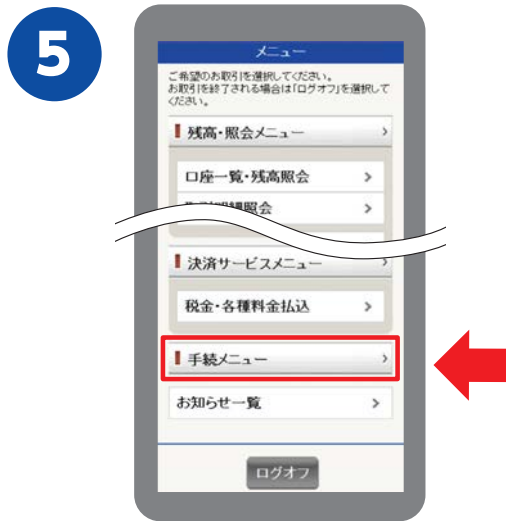 5
メニュー
ご希望のお取引を選択してください。
お取引を終了される場合は「ログオフ」を選択して
ください。
残高・照会メニュー
口座一覧・残高照会
照会
決済サービスメニュー
税金・各種料金払込
手続メニュー
お知らせ一覧
ログオフ